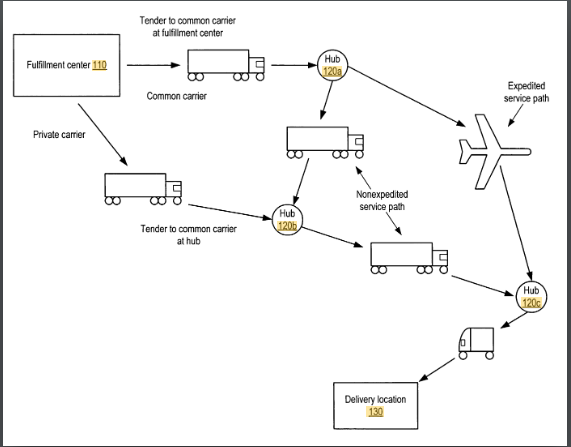 Tender to common carrier
at fulfillment center
Fulfillment center 110
Hub
120a
Common carrier
Expedited
service path
Private carrier
Nonexpedited
service path
Hub
120b
Tender to common carrier
at hub
Hub
120c
Delivery location
130